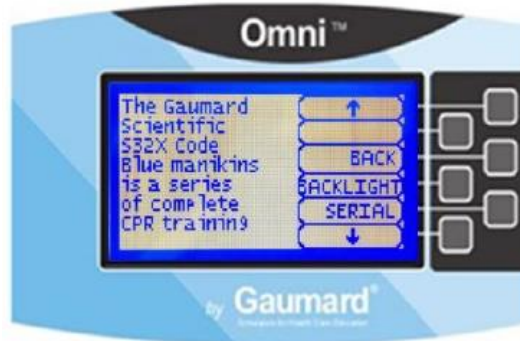 Omni™
The Gaumard
Scientific
S32X Code
Blue manikins
is a series
of complete
CPR training
↑
BACK
BACKLIGHT
SERIAL
↓
by Gaumard®